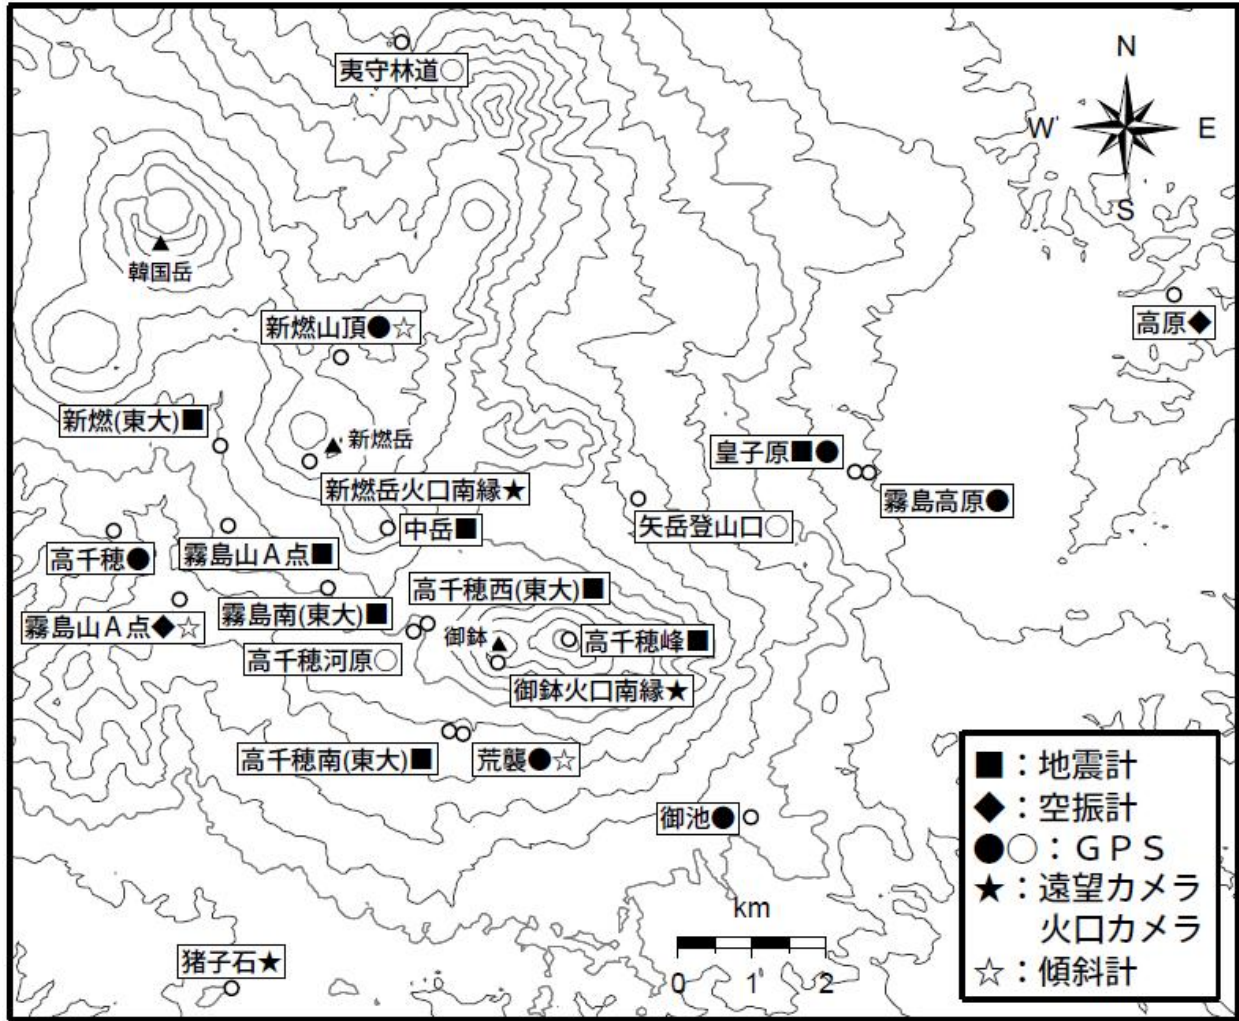 夷守林道○
N
W
E
S
韓国岳
高原◆
新燃山頂●☆
新燃(東大)■
新燃岳
皇子原■●
新燃岳火口南縁★
霧島高原●
中岳■
矢岳登山口○
高千穂●
霧島山Ａ点■
高千穂西(東大)■
霧島南(東大)■
霧島山Ａ点◆☆
御鉢
高千穂峰■
高千穂河原○
御鉢火口南縁★
高千穂南(東大)■
荒襲●☆
御池●
km
0 1 2
猪子石★
■：地震計
◆：空振計
●○：ＧＰＳ
★：遠望カメラ
火口カメラ
☆：傾斜計